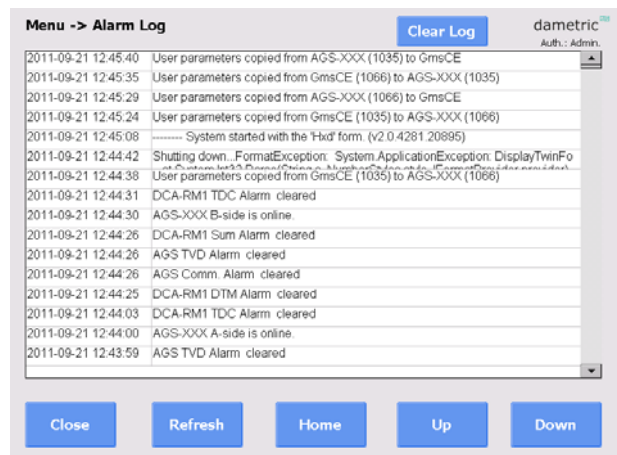 Menu -> Alarm Log
Clear Log
dametric
Auth.: Admin.
2011-09-21 12:45:40 User parameters copied from AGS-XXX (1035) to GmsCE
2011-09-21 12:45:35 User parameters copied from GmsCE (1066) to AGS-XXX (1035)
2011-09-21 12:45:29 User parameters copied from AGS-XXX (1066) to GmsCE
2011-09-21 12:45:24 User parameters copied from AGS-XXX (1035) to AGS-XXX (1066)
2011-09-21 12:45:08 -------- System started with the 'Hxd' form. (v2.0.4281.20895)
2011-09-21 12:44:42 Shutting down...FormatException: System.ApplicationException: DisplayTwinFo
2011-09-21 12:44:38 User parameters copied from GmsCE (1035) to AGS-XXX (1066)
2011-09-21 12:44:31 DCA-RM1 TDC Alarm cleared
2011-09-21 12:44:30 AGS-XXX B-side is online.
2011-09-21 12:44:26 DCA-RM1 Sum Alarm cleared
2011-09-21 12:44:26 AGS TVD Alarm cleared
2011-09-21 12:44:26 AGS Comm. Alarm cleared
2011-09-21 12:44:25 DCA-RM1 DTM Alarm cleared
2011-09-21 12:44:03 DCA-RM1 TDC Alarm cleared
2011-09-21 12:44:00 AGS-XXX A-side is online.
2011-09-21 12:43:59 AGS TVD Alarm cleared
Close
Refresh
Home
Up
Down